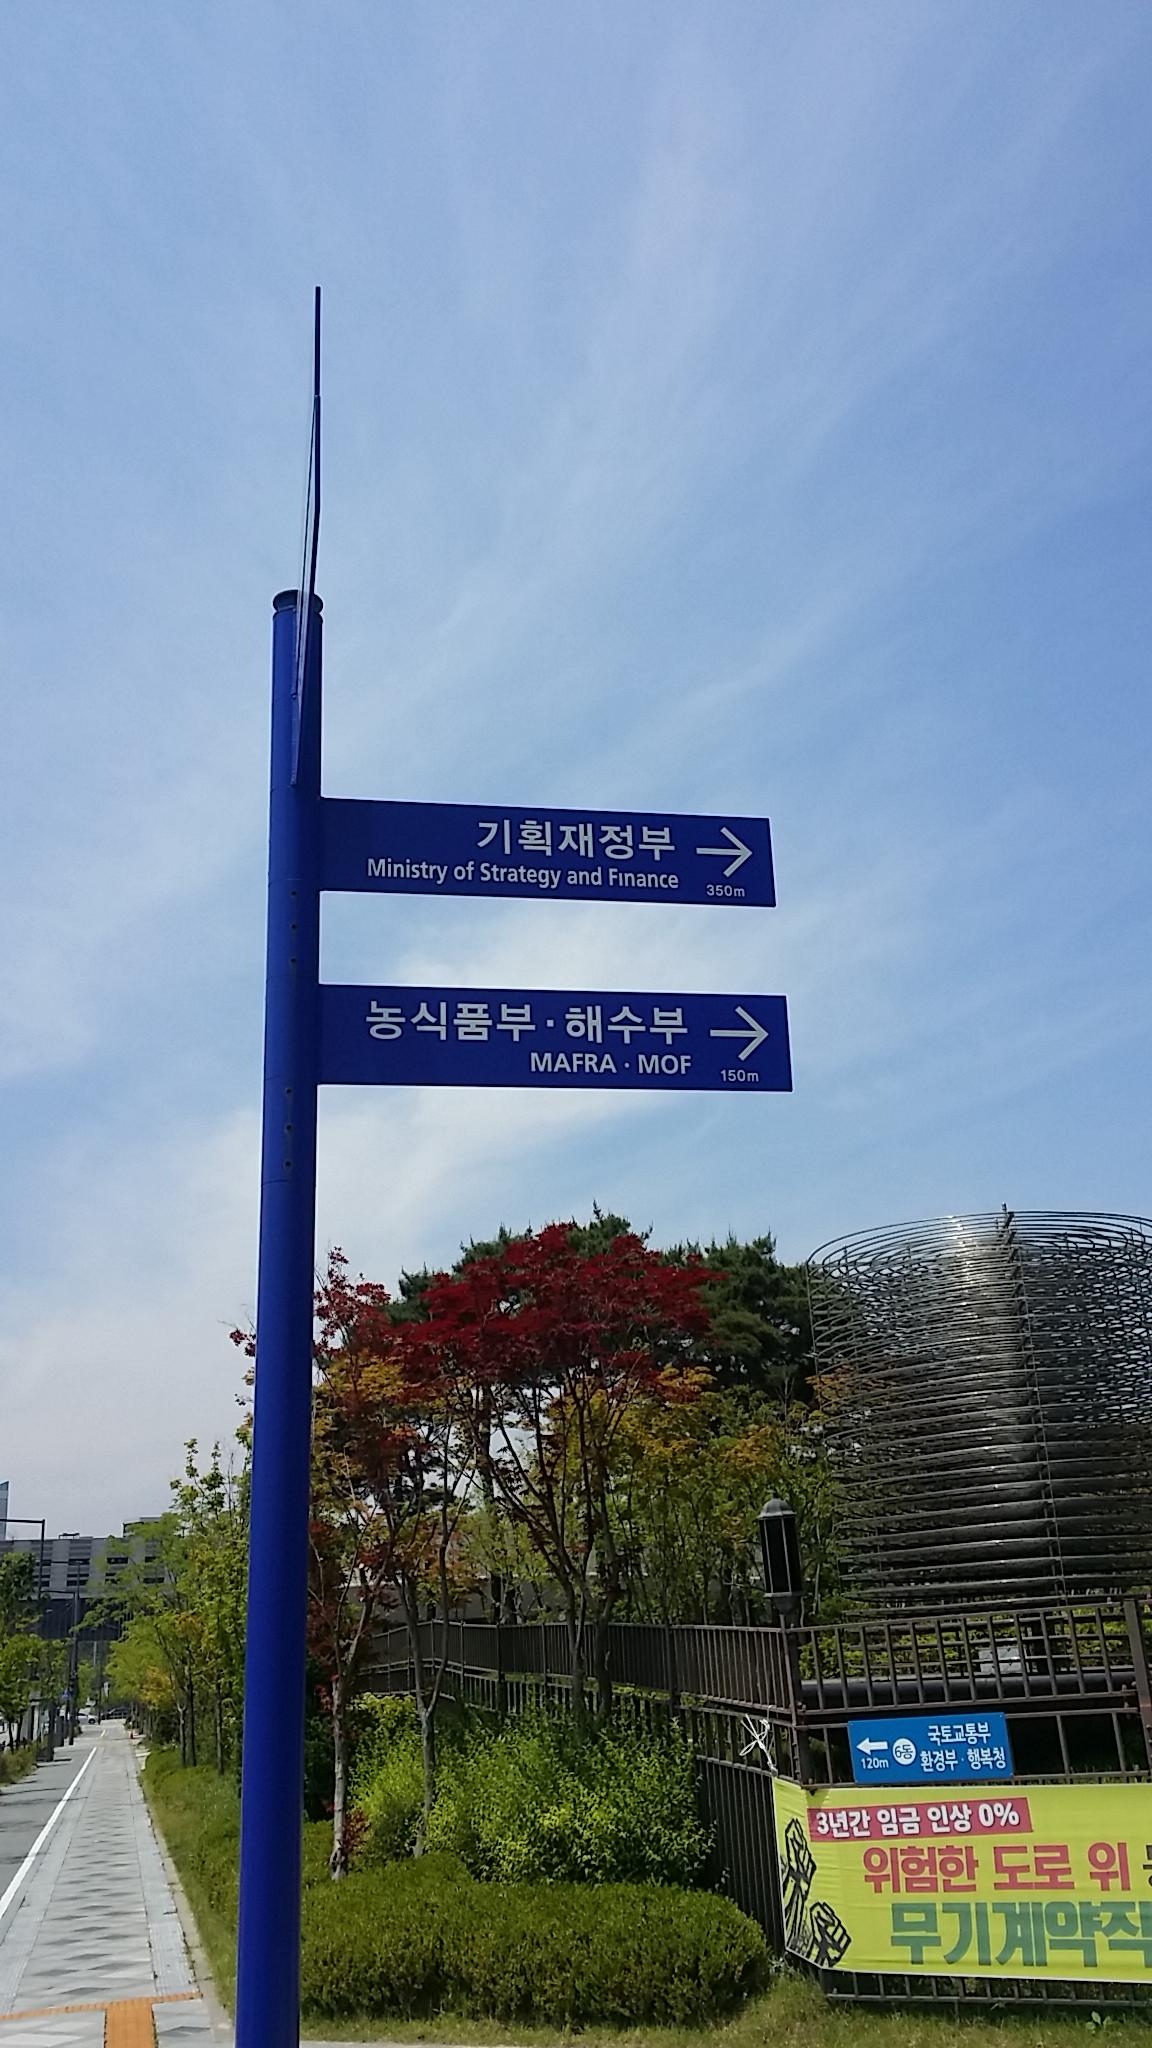 기획재정부
Ministry of Strategy and Finance
350m
농식품부·해수부
MAFRA · MOF
150m
120m
6동
국토교통부
환경부·행복청
3년간 임금 인상 0%
위험한 도로 위
무기계약직